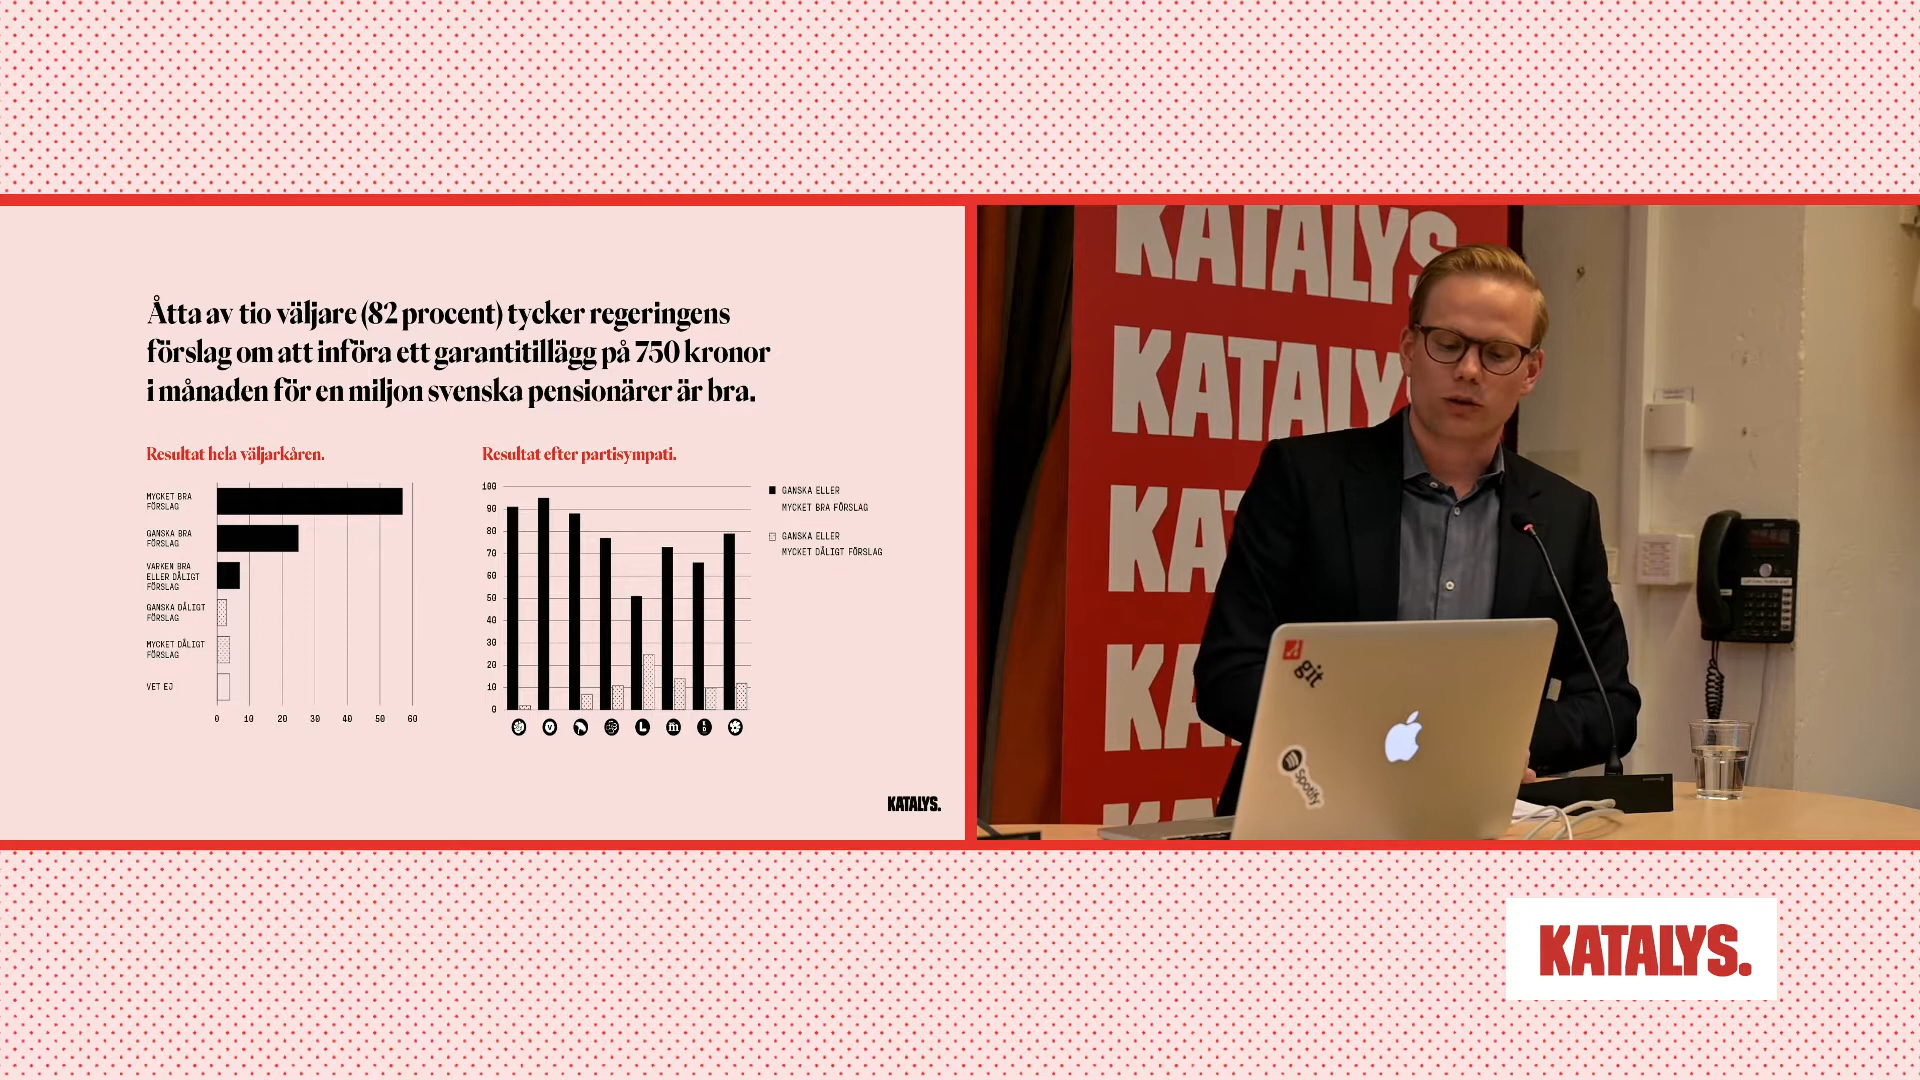 Åtta av tio väljare (82 procent) tycker regeringens
förslag om att införa ett garantitillägg på 750 kronor
i månaden för en miljon svenska pensionärer är bra.
Resultat hela väljarkåren.
MYCKET BRA
FÖRSLAG
GANSKA BRA
FÖRSLAG
VARKEN BRA
ELLER DÅLIGT
FÖRSLAG
GANSKA DÅLIGT
FÖRSLAG
MYCKET DÅLIGT
FÖRSLAG
VET EJ
0 10 20 30 40 50 60
Resultat efter partisympati.
100
90
80
70
60
50
40
30
20
10
0
V L m
GANSKA ELLER
MYCKET BRA FÖRSLAG
GANSKA ELLER
MYCKET DÅLIGT FÖRSLAG
KATALYS.
KATALYS
KATALY
KAT
KA
KA
git
spotify
KATALYS.